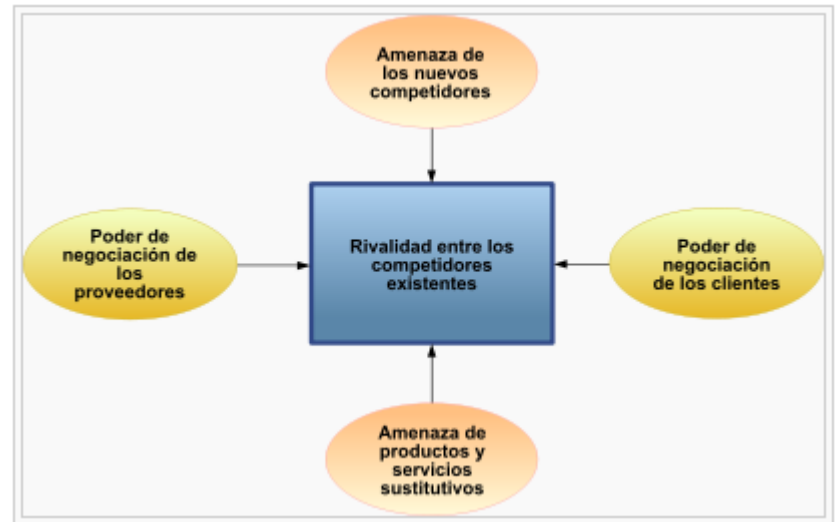 Amenaza de
los nuevos
competidores
Poder de
negociación de
los
proveedores
Rivalidad entre los
competidores
existentes
Poder de
negociación
de los clientes
Amenaza de
productos y
servicios
sustitutivos